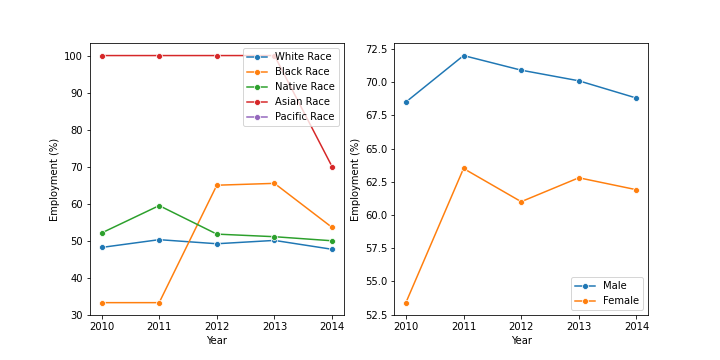 100
90
80
70
60
50
40
30
Employment (%)
2010 2011 2012 2013 2014
Year
White Race
Black Race
Native Race
Asian Race
Pacific Race
72.5
70.0
67.5
65.0
62.5
60.0
57.5
55.0
52.5
Employment (%)
2010 2011 2012 2013 2014
Year
Male
Female